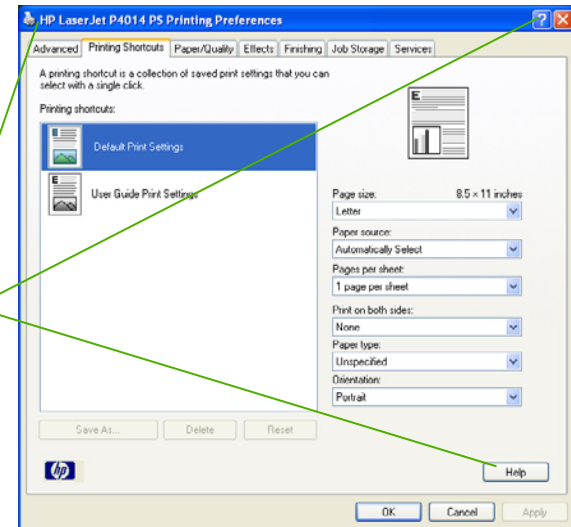 HP LaserJet P4014 PS Printing Preferences
Advanced Printing Shortcuts Paper/Quality Effects Finishing Job Storage Services
A printing shortcut is a collection of saved print settings that you can
select with a single click.
Printing shortcuts:
E
Default Print Settings
E
User Guide Print Settings
E
Page size: 8.5 × 11 inches
Letter
Paper source:
Automatically Select
Pages per sheet:
1 page per sheet
Print on both sides:
None
Paper type:
Unspecified
Orientation:
Portrait
Save As... Delete Reset
hp
Help
OK Cancel Apply